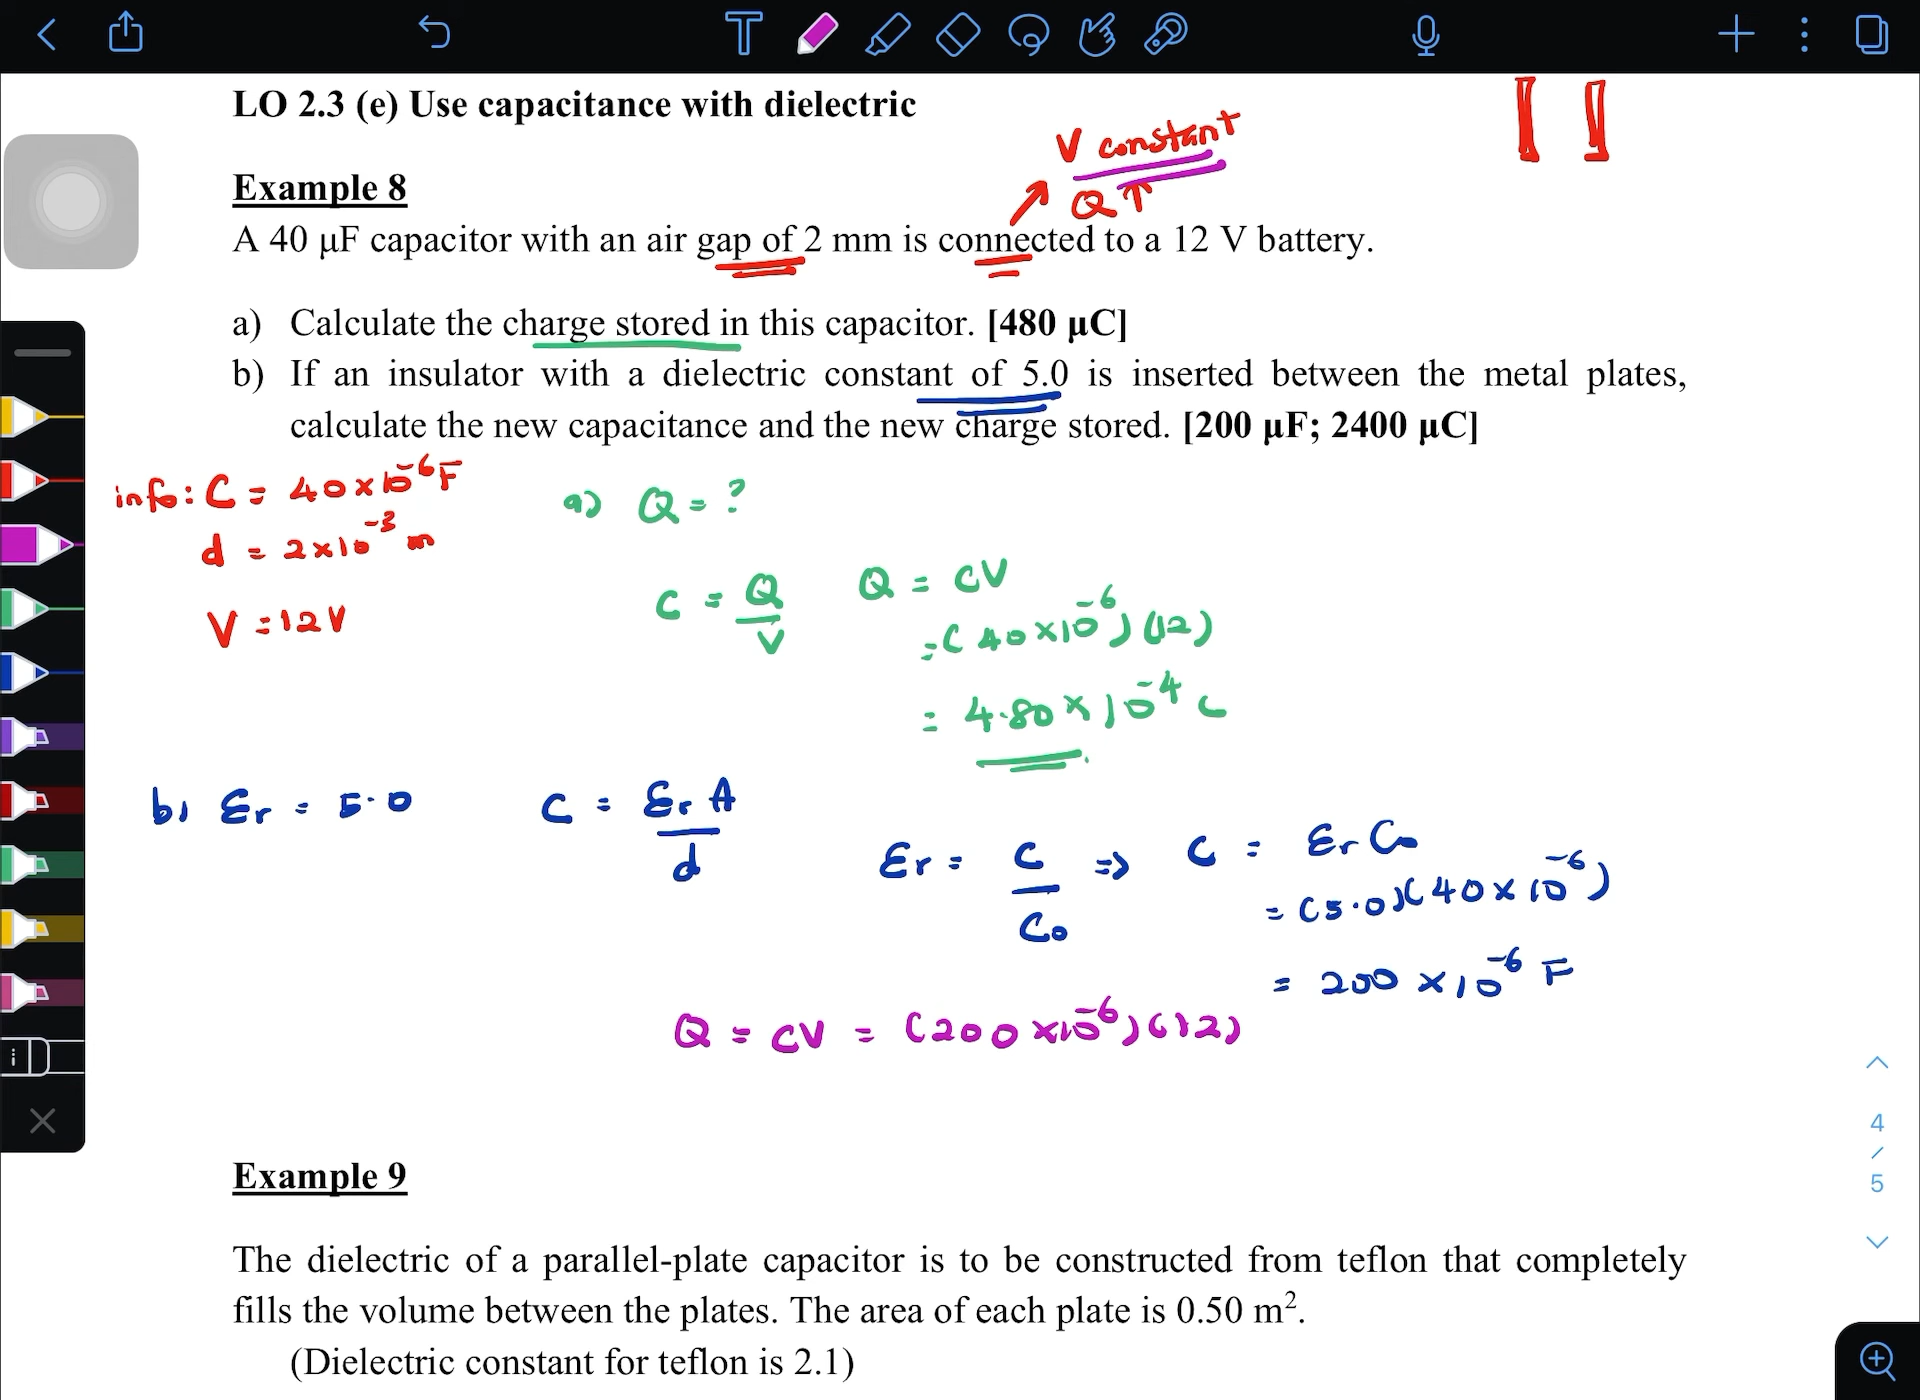 LO 2.3 (e) Use capacitance with dielectric
V constant
Example 8
Q ↑
A 40 μF capacitor with an air gap of 2 mm is connected to a 12 V battery.
a) Calculate the charge stored in this capacitor. [480 μC]
b) If an insulator with a dielectric constant of 5.0 is inserted between the metal plates,
calculate the new capacitance and the new charge stored. [200 μF; 2400 μC]
info: C = 40×10⁻⁶ F
d = 2×10⁻³ m
V = 12V
a) Q = ?
C = Q/V
Q = CV
= (40×10⁻⁶)(12)
= 4.80×10⁻⁴ C
b) εr = 5.0
C = εr A/d
εr = C/C₀ ⇒ C = εr C₀
= (5.0)(40×10⁻⁶)
= 200×10⁻⁶ F
Q = CV = (200×10⁻⁶)(12)
Example 9
The dielectric of a parallel-plate capacitor is to be constructed from teflon that completely
fills the volume between the plates. The area of each plate is 0.50 m².
(Dielectric constant for teflon is 2.1)
4
/
5